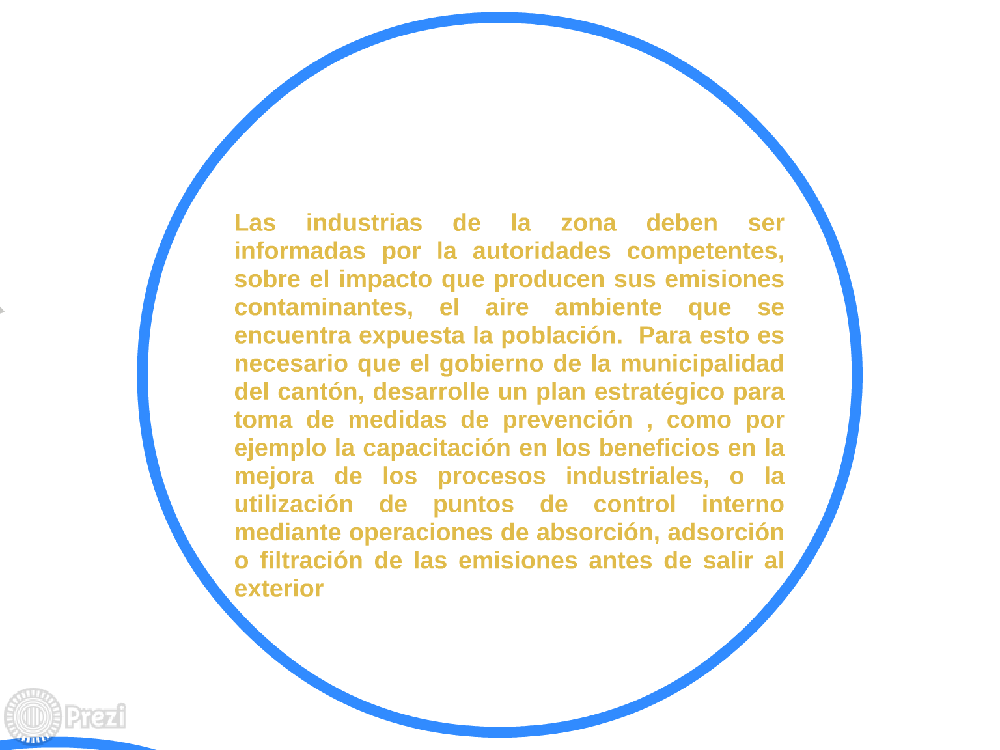 Las industrias de la zona deben ser
informadas por la autoridades competentes,
sobre el impacto que producen sus emisiones
contaminantes, el aire ambiente que se
encuentra expuesta la población.  Para esto es
necesario que el gobierno de la municipalidad
del cantón, desarrolle un plan estratégico para
toma de medidas de prevención , como por
ejemplo la capacitación en los beneficios en la
mejora de los procesos industriales, o la
utilización de puntos de control interno
mediante operaciones de absorción, adsorción
o filtración de las emisiones antes de salir al
exterior
Prezi